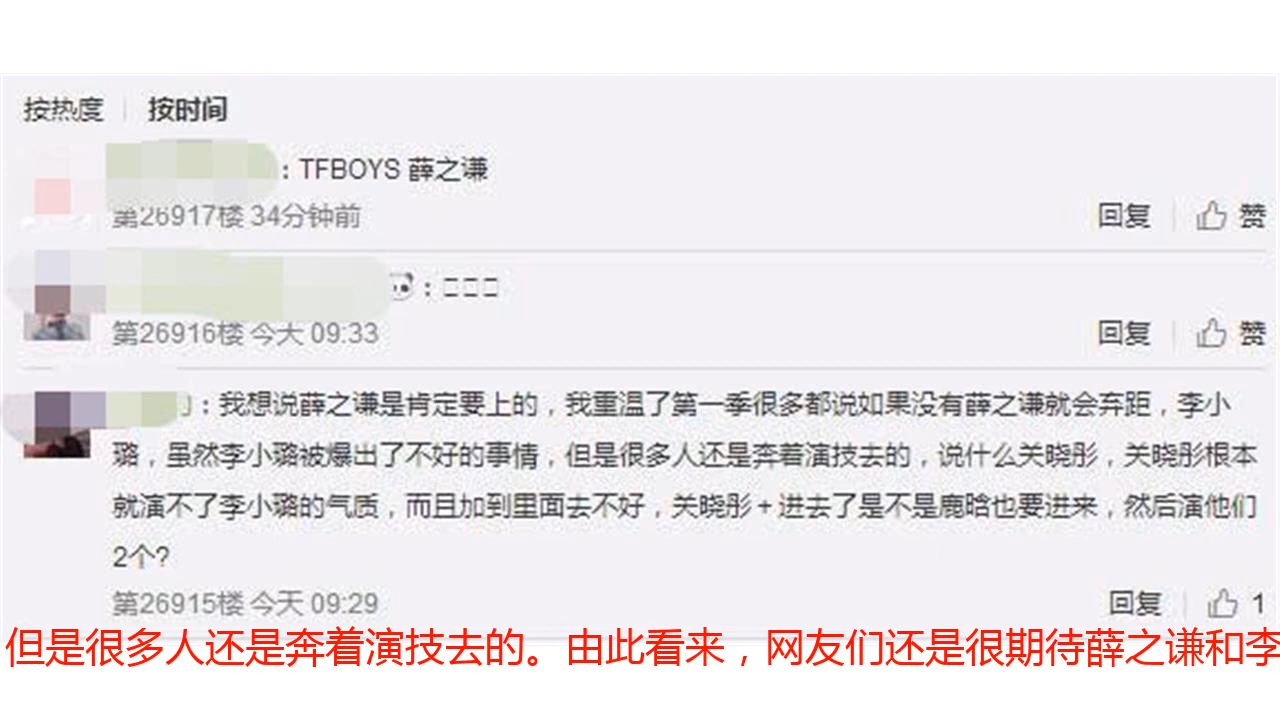 按热度 按时间
：TFBOYS 薛之谦
第26917楼 34分钟前 回复 赞
：□□□
第26916楼 今天 09:33 回复 赞
：我想说薛之谦是肯定要上的，我重温了第一季很多都说如果没有薛之谦就会弃距，李小
璐，虽然李小璐被爆出了不好的事情，但是很多人还是奔着演技去的，说什么关晓彤，关晓彤根本
就演不了李小璐的气质，而且加到里面去不好，关晓彤＋进去了是不是鹿晗也要进来，然后演他们
2个?
第26915楼 今天 09:29 回复 1
但是很多人还是奔着演技去的。由此看来，网友们还是很期待薛之谦和李